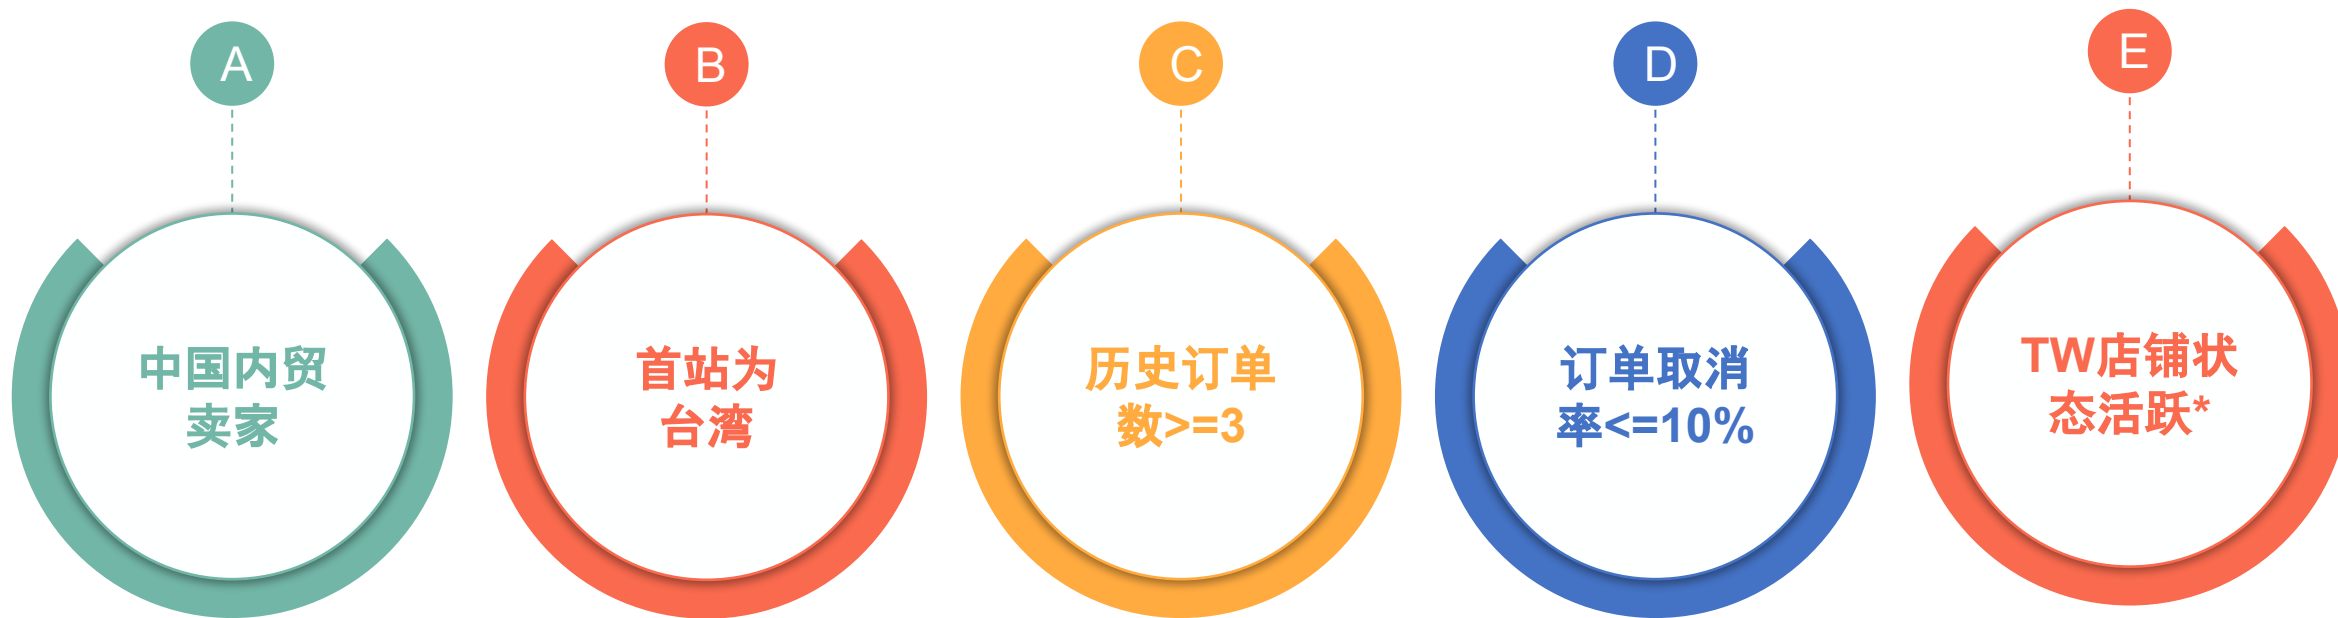 A
B
C
D
E
中国内贸
卖家
首站为
台湾
历史订单
数>=3
订单取消
率<=10%
TW店铺状
态活跃*